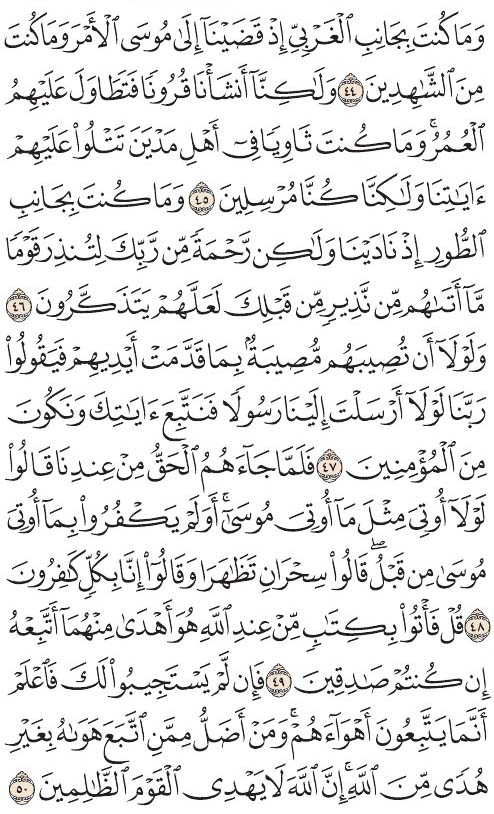 وَمَا كُنتَ بِجَانِبِ ٱلْغَرْبِيِّ إِذْ قَضَيْنَآ إِلَىٰ مُوسَى ٱلْأَمْرَ وَمَا كُنتَ
مِنَ ٱلشَّٰهِدِينَ ٤٤ وَلَٰكِنَّآ أَنشَأْنَا قُرُونًا فَتَطَاوَلَ عَلَيْهِمُ
ٱلْعُمُرُ ۚ وَمَا كُنتَ ثَاوِيًا فِىٓ أَهْلِ مَدْيَنَ تَتْلُوا۟ عَلَيْهِمْ
ءَايَٰتِنَا وَلَٰكِنَّا كُنَّا مُرْسِلِينَ ٤٥ وَمَا كُنتَ بِجَانِبِ
ٱلطُّورِ إِذْ نَادَيْنَا وَلَٰكِن رَّحْمَةً مِّن رَّبِّكَ لِتُنذِرَ قَوْمًا
مَّآ أَتَىٰهُم مِّن نَّذِيرٍ مِّن قَبْلِكَ لَعَلَّهُمْ يَتَذَكَّرُونَ ٤٦
وَلَوْلَآ أَن تُصِيبَهُم مُّصِيبَةٌۢ بِمَا قَدَّمَتْ أَيْدِيهِمْ فَيَقُولُوا۟
رَبَّنَا لَوْلَآ أَرْسَلْتَ إِلَيْنَا رَسُولًا فَنَتَّبِعَ ءَايَٰتِكَ وَنَكُونَ
مِنَ ٱلْمُؤْمِنِينَ ٤٧ فَلَمَّا جَآءَهُمُ ٱلْحَقُّ مِنْ عِندِنَا قَالُوا۟
لَوْلَآ أُوتِىَ مِثْلَ مَآ أُوتِىَ مُوسَىٰٓ ۚ أَوَلَمْ يَكْفُرُوا۟ بِمَآ أُوتِىَ
مُوسَىٰ مِن قَبْلُ ۖ قَالُوا۟ سِحْرَانِ تَظَٰهَرَا وَقَالُوٓا۟ إِنَّا بِكُلٍّ كَٰفِرُونَ
٤٨ قُلْ فَأْتُوا۟ بِكِتَٰبٍ مِّنْ عِندِ ٱللَّهِ هُوَ أَهْدَىٰ مِنْهُمَآ أَتَّبِعْهُ
إِن كُنتُمْ صَٰدِقِينَ ٤٩ فَإِن لَّمْ يَسْتَجِيبُوا۟ لَكَ فَٱعْلَمْ
أَنَّمَا يَتَّبِعُونَ أَهْوَآءَهُمْ ۚ وَمَنْ أَضَلُّ مِمَّنِ ٱتَّبَعَ هَوَىٰهُ بِغَيْرِ
هُدًى مِّنَ ٱللَّهِ ۚ إِنَّ ٱللَّهَ لَا يَهْدِى ٱلْقَوْمَ ٱلظَّٰلِمِينَ ٥٠